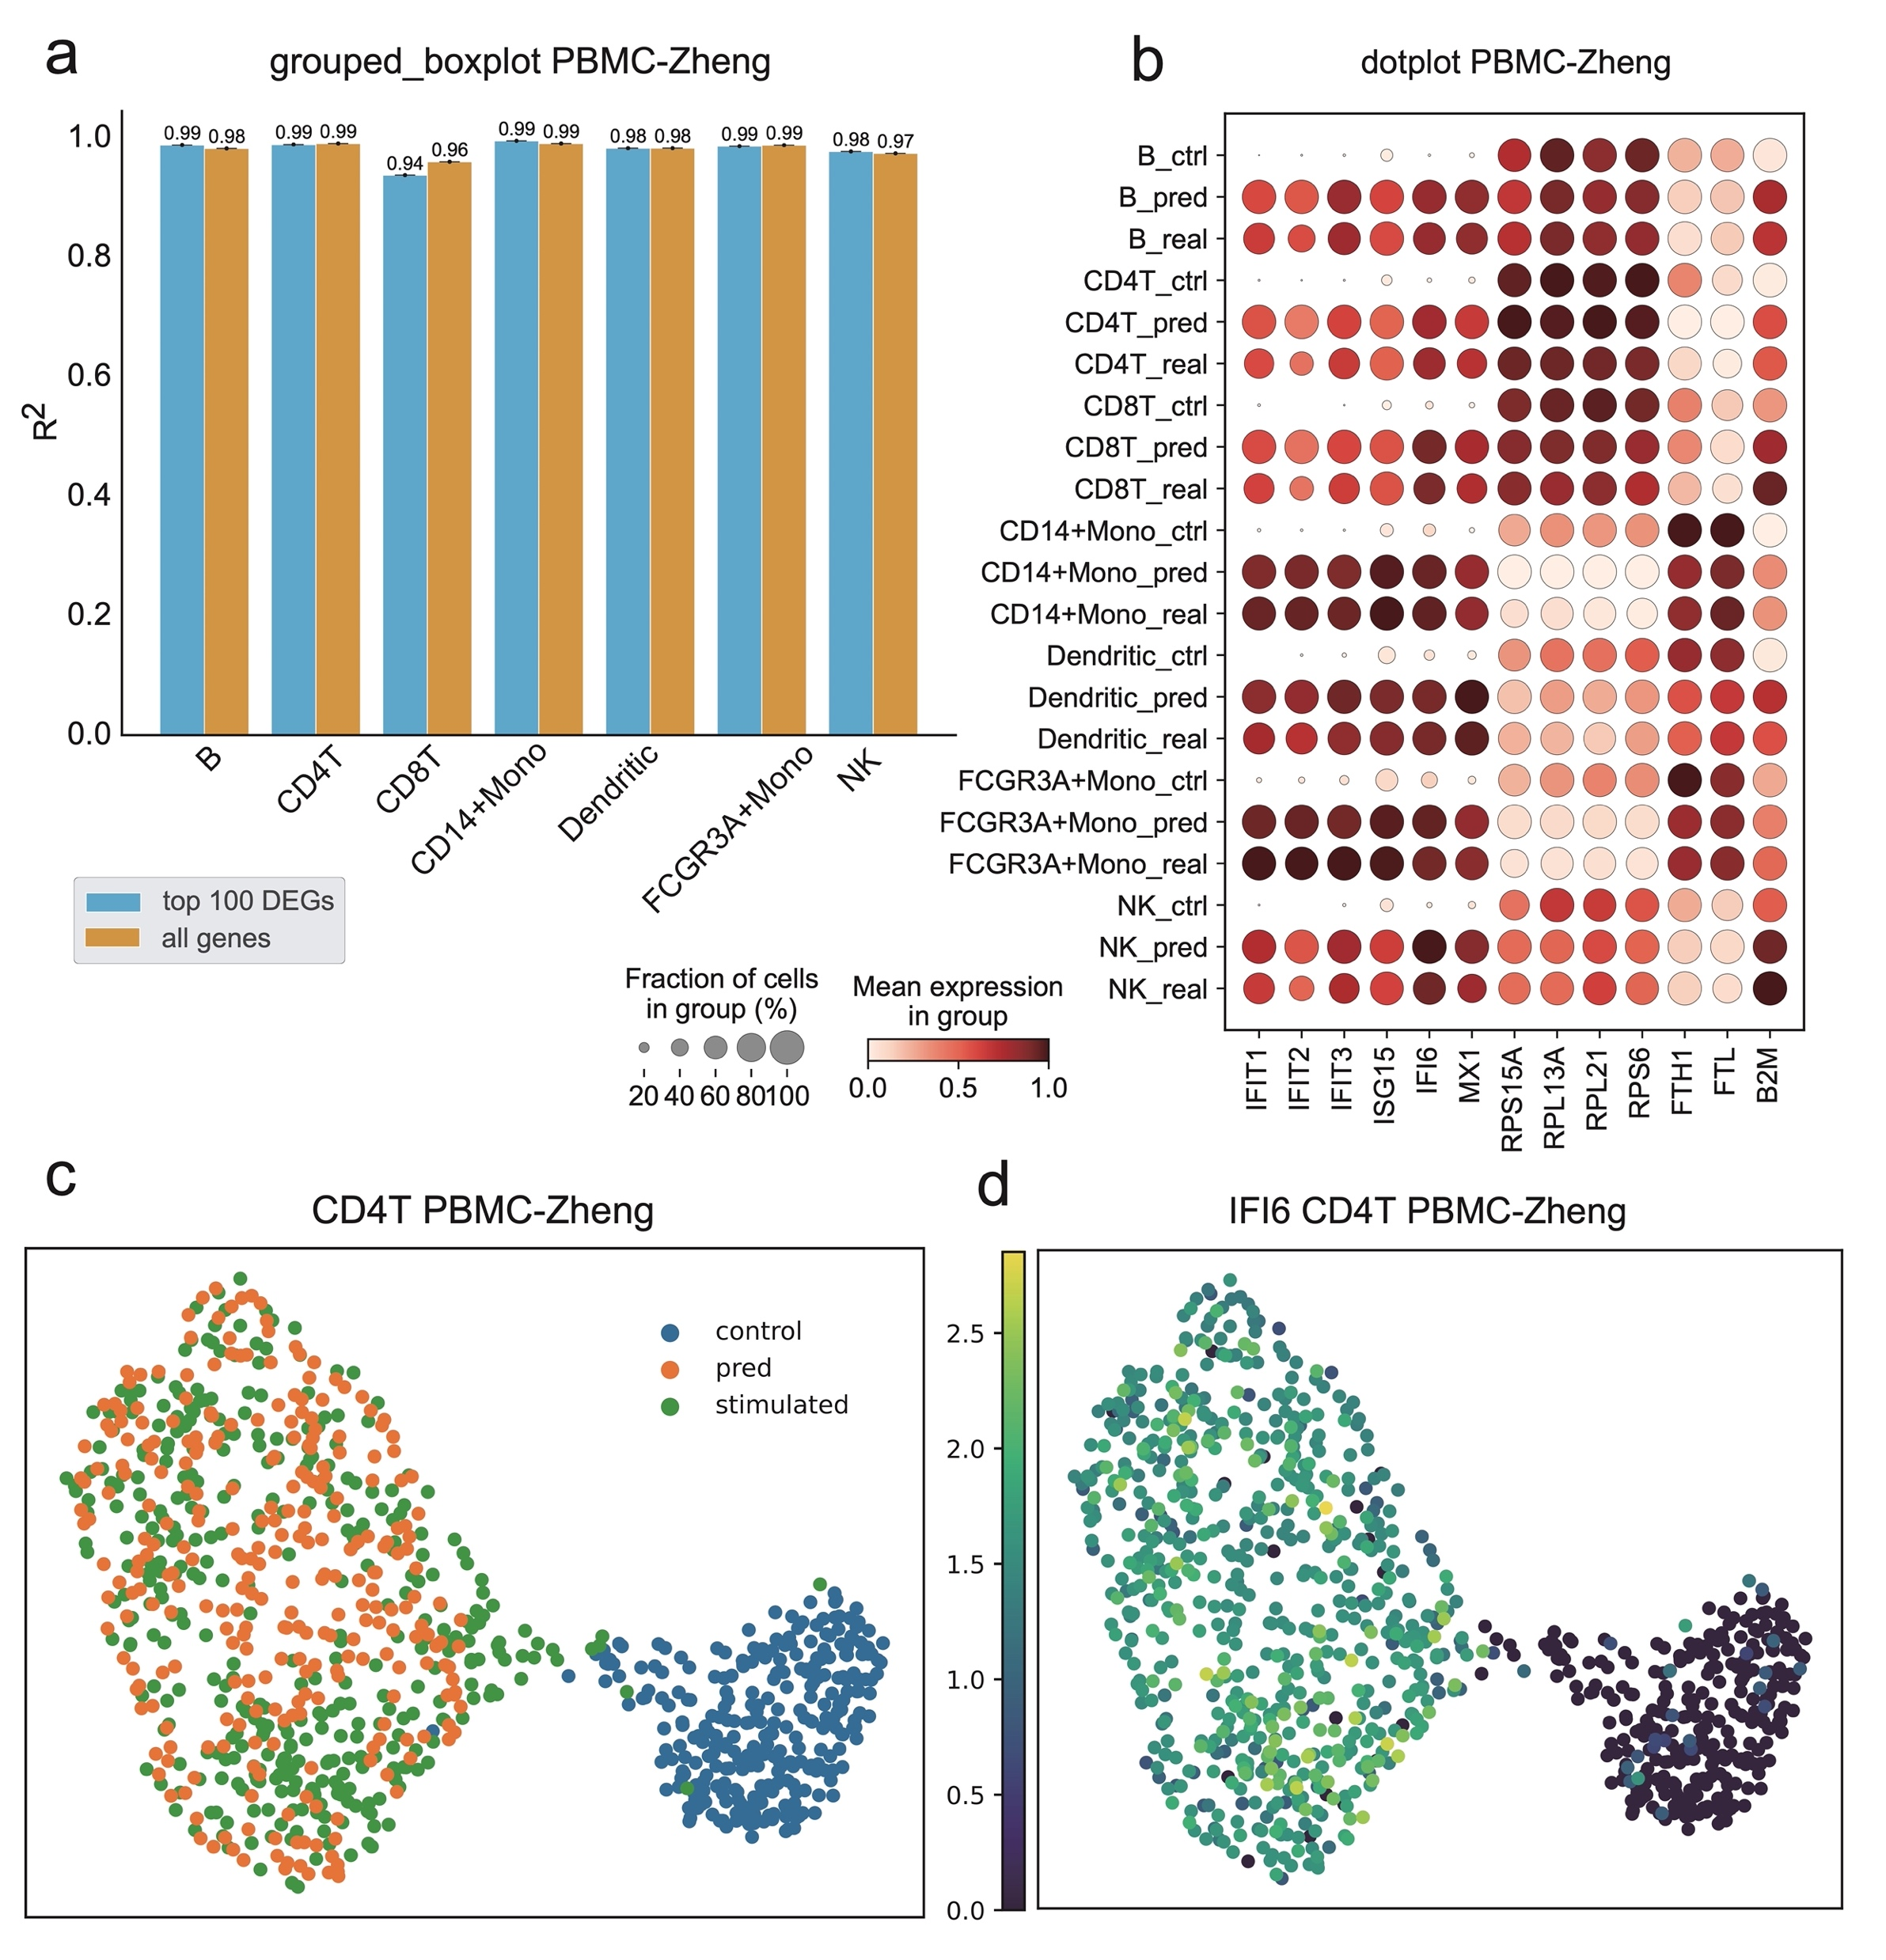 a
grouped_boxplot PBMC-Zheng
R2
1.0
0.8
0.6
0.4
0.2
0.0
0.99 0.98 0.99 0.99 0.94 0.96 0.99 0.99 0.98 0.98 0.99 0.99 0.98 0.97
B
CD4T
CD8T
CD14+Mono
Dendritic
FCGR3A+Mono
NK
top 100 DEGs
all genes
b
dotplot PBMC-Zheng
B_ctrl
B_pred
B_real
CD4T_ctrl
CD4T_pred
CD4T_real
CD8T_ctrl
CD8T_pred
CD8T_real
CD14+Mono_ctrl
CD14+Mono_pred
CD14+Mono_real
Dendritic_ctrl
Dendritic_pred
Dendritic_real
FCGR3A+Mono_ctrl
FCGR3A+Mono_pred
FCGR3A+Mono_real
NK_ctrl
NK_pred
NK_real
IFIT1
IFIT2
IFIT3
ISG15
IFI6
MX1
RPS15A
RPL13A
RPL21
RPS6
FTH1
FTL
B2M
Fraction of cells
in group (%)
20 40 60 80 100
Mean expression
in group
0.0 0.5 1.0
c
CD4T PBMC-Zheng
control
pred
stimulated
d
IFI6 CD4T PBMC-Zheng
2.5
2.0
1.5
1.0
0.5
0.0